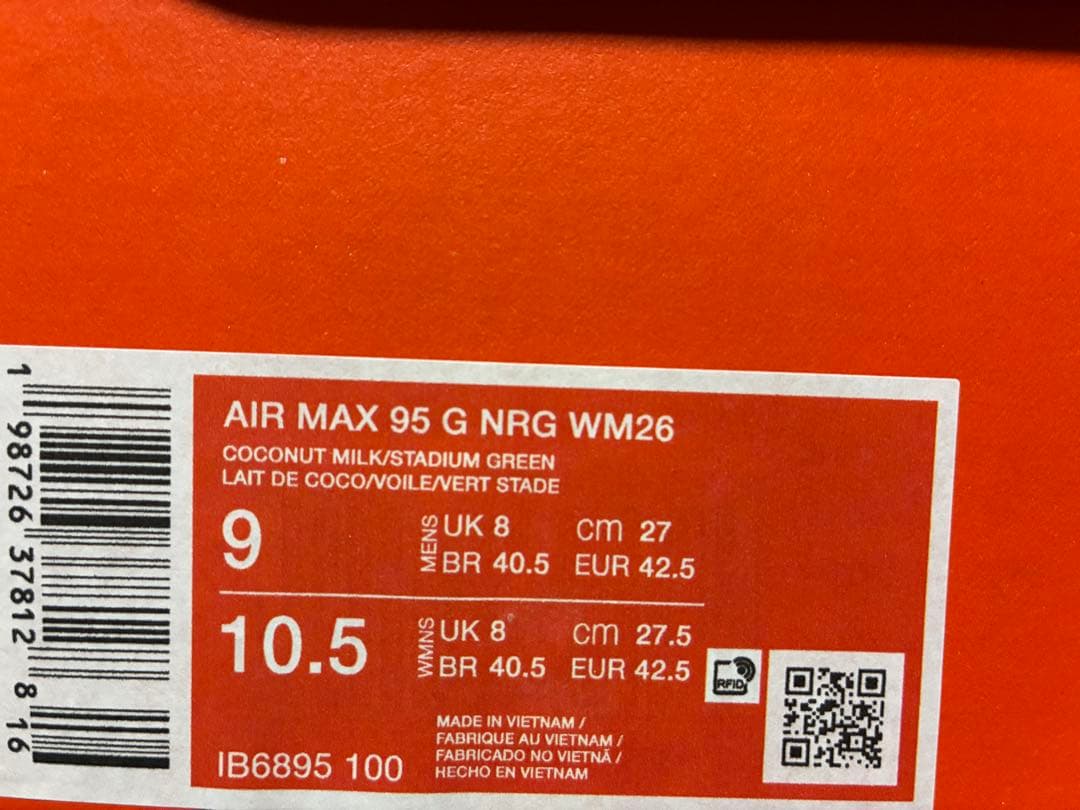 AIR MAX 95 G NRG WM26
COCONUT MILK/STADIUM GREEN
LAIT DE COCO/VOILE/VERT STADE
9
MENS
UK 8 cm 27
BR 40.5 EUR 42.5
10.5
WMNS
UK 8 cm 27.5
BR 40.5 EUR 42.5
RFID
MADE IN VIETNAM /
FABRIQUE AU VIETNAM /
FABRICADO NO VIETNÃ /
HECHO EN VIETNAM
IB6895 100
1 98726 37812 8 16